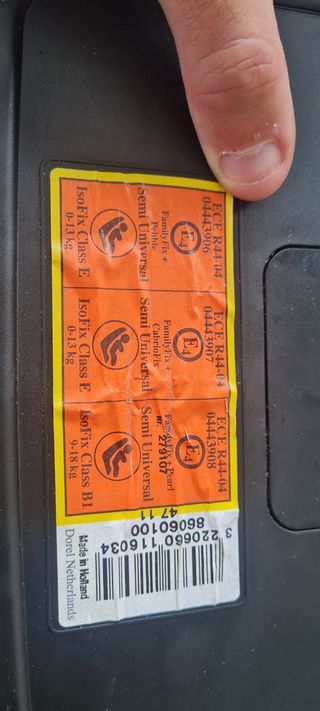 ECE R44-04
04443906
E4
FamilyFix +
Pebble
Semi Universal
IsoFix Class E
0-13 kg
ECE R44-04
04443907
E4
FamilyFix +
CabrioFix
Semi Universal
IsoFix Class E
0-13 kg
ECE R44-04
04443908
E4
FamilyFix+Pearl
Nr. 279107
Semi Universal
IsoFix Class B1
9-18 kg
3 220660 116034
86060100
47 11
Made in Holland
Dorel Netherlands